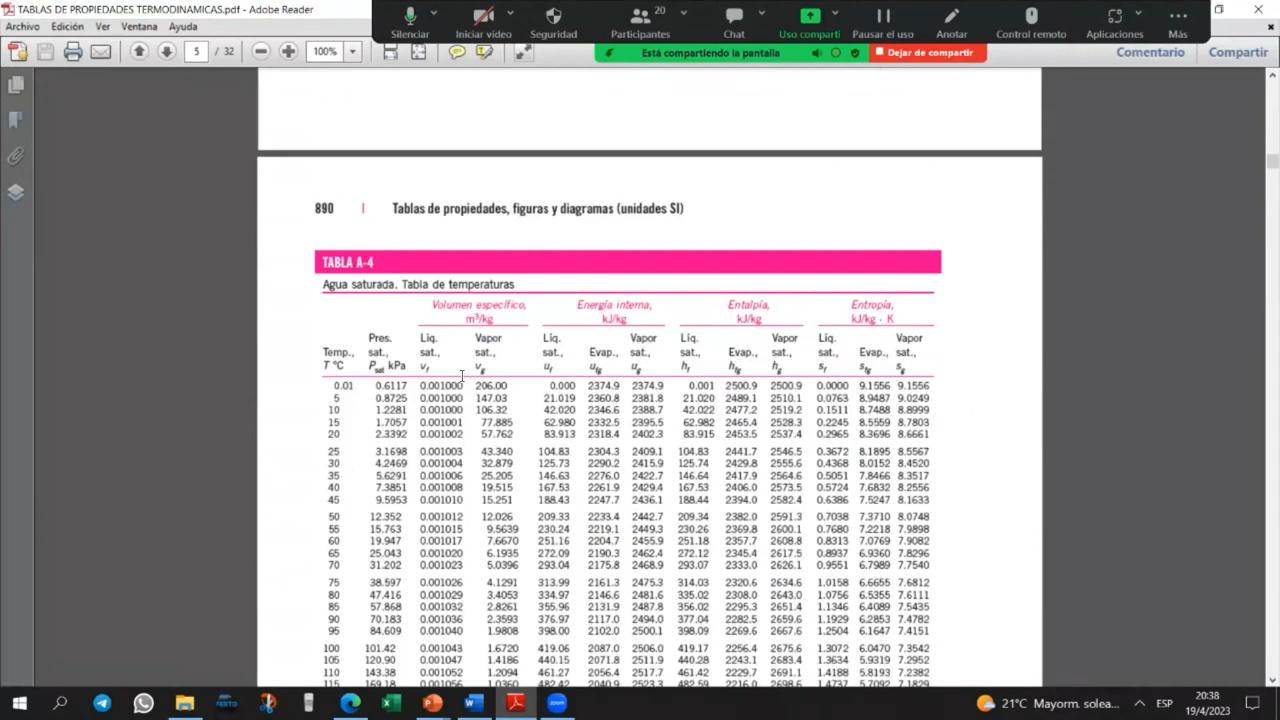 TABLAS DE PROPIEDADES TERMODINAMICAS.pdf - Adobe Reader
Archivo Edición Ver Ventana Ayuda
Silenciar Iniciar vídeo Seguridad Participantes 20 Chat Uso comparti Pausar el uso Anotar Control remoto Aplicaciones Más
5 / 32 100%
Está compartiendo la pantalla Dejar de compartir
Comentario Compartir
890 | Tablas de propiedades, figuras y diagramas (unidades SI)
TABLA A-4
Agua saturada. Tabla de temperaturas
Volumen específico, Energía interna, Entalpía, Entropía,
m³/kg kJ/kg kJ/kg kJ/kg · K
Pres. Líq. Vapor Líq. Vapor Líq. Vapor Líq. Vapor
Temp., sat., sat., sat., sat., Evap., sat., sat., Evap., sat., sat., Evap., sat.,
T °C Psat kPa vf vg uf ufg ug hf hfg hg sf sfg sg
0.01 0.6117 0.001000 206.00 0.000 2374.9 2374.9 0.001 2500.9 2500.9 0.0000 9.1556 9.1556
5 0.8725 0.001000 147.03 21.019 2360.8 2381.8 21.020 2489.1 2510.1 0.0763 8.9487 9.0249
10 1.2281 0.001000 106.32 42.020 2346.6 2388.7 42.022 2477.2 2519.2 0.1511 8.7488 8.8999
15 1.7057 0.001001 77.885 62.980 2332.5 2395.5 62.982 2465.4 2528.3 0.2245 8.5559 8.7803
20 2.3392 0.001002 57.762 83.913 2318.4 2402.3 83.915 2453.5 2537.4 0.2965 8.3696 8.6661
25 3.1698 0.001003 43.340 104.83 2304.3 2409.1 104.83 2441.7 2546.5 0.3672 8.1895 8.5567
30 4.2469 0.001004 32.879 125.73 2290.2 2415.9 125.74 2429.8 2555.6 0.4368 8.0152 8.4520
35 5.6291 0.001006 25.205 146.63 2276.0 2422.7 146.64 2417.9 2564.6 0.5051 7.8466 8.3517
40 7.3851 0.001008 19.515 167.53 2261.9 2429.4 167.53 2406.0 2573.5 0.5724 7.6832 8.2556
45 9.5953 0.001010 15.251 188.43 2247.7 2436.1 188.44 2394.0 2582.4 0.6386 7.5247 8.1633
50 12.352 0.001012 12.026 209.33 2233.4 2442.7 209.34 2382.0 2591.3 0.7038 7.3710 8.0748
55 15.763 0.001015 9.5639 230.24 2219.1 2449.3 230.26 2369.8 2600.1 0.7680 7.2218 7.9898
60 19.947 0.001017 7.6670 251.16 2204.7 2455.9 251.18 2357.7 2608.8 0.8313 7.0769 7.9082
65 25.043 0.001020 6.1935 272.09 2190.3 2462.4 272.12 2345.4 2617.5 0.8937 6.9360 7.8296
70 31.202 0.001023 5.0396 293.04 2175.8 2468.9 293.07 2333.0 2626.1 0.9551 6.7989 7.7540
75 38.597 0.001026 4.1291 313.99 2161.3 2475.3 314.03 2320.6 2634.6 1.0158 6.6655 7.6812
80 47.416 0.001029 3.4053 334.97 2146.6 2481.6 335.02 2308.0 2643.0 1.0756 6.5355 7.6111
85 57.868 0.001032 2.8261 355.96 2131.9 2487.8 356.02 2295.3 2651.4 1.1346 6.4089 7.5435
90 70.183 0.001036 2.3593 376.97 2117.0 2494.0 377.04 2282.5 2659.6 1.1929 6.2853 7.4782
95 84.609 0.001040 1.9808 398.00 2102.0 2500.1 398.09 2269.6 2667.6 1.2504 6.1647 7.4151
100 101.42 0.001043 1.6720 419.06 2087.0 2506.0 419.17 2256.4 2675.6 1.3072 6.0470 7.3542
105 120.90 0.001047 1.4186 440.15 2071.8 2511.9 440.28 2243.1 2683.4 1.3634 5.9319 7.2952
110 143.38 0.001052 1.2094 461.27 2056.4 2517.7 461.42 2229.7 2691.1 1.4188 5.8193 7.2382
115 169.18 0.001056 1.0360 482.42 2040.9 2523.3 482.59 2216.0 2698.6 1.4737 5.7092 7.1829
FESTO zoom 21°C Mayorm. solea... ESP 20:38
19/4/2023